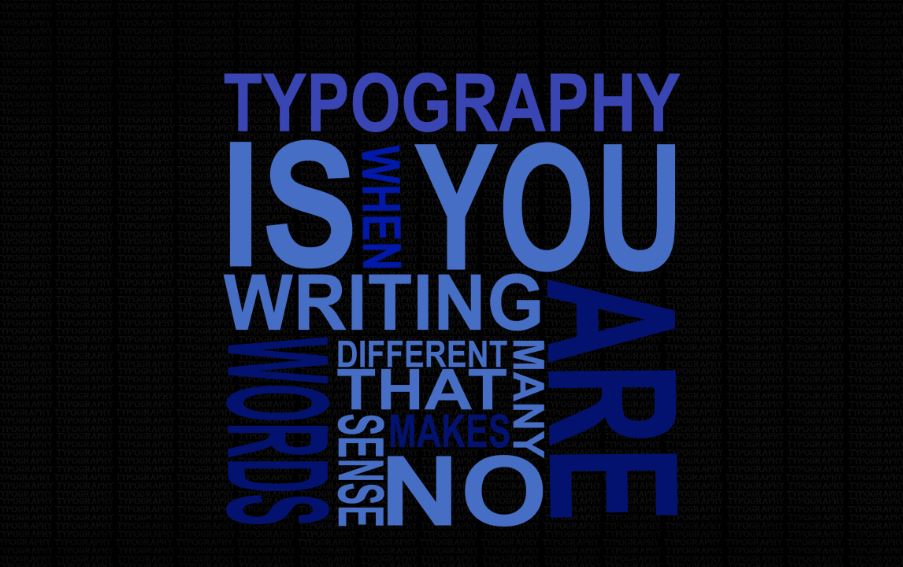 TYPOGRAPHY
IS WHEN YOU
ARE
WRITING
MANY
DIFFERENT
WORDS
THAT
MAKES
NO
SENSE